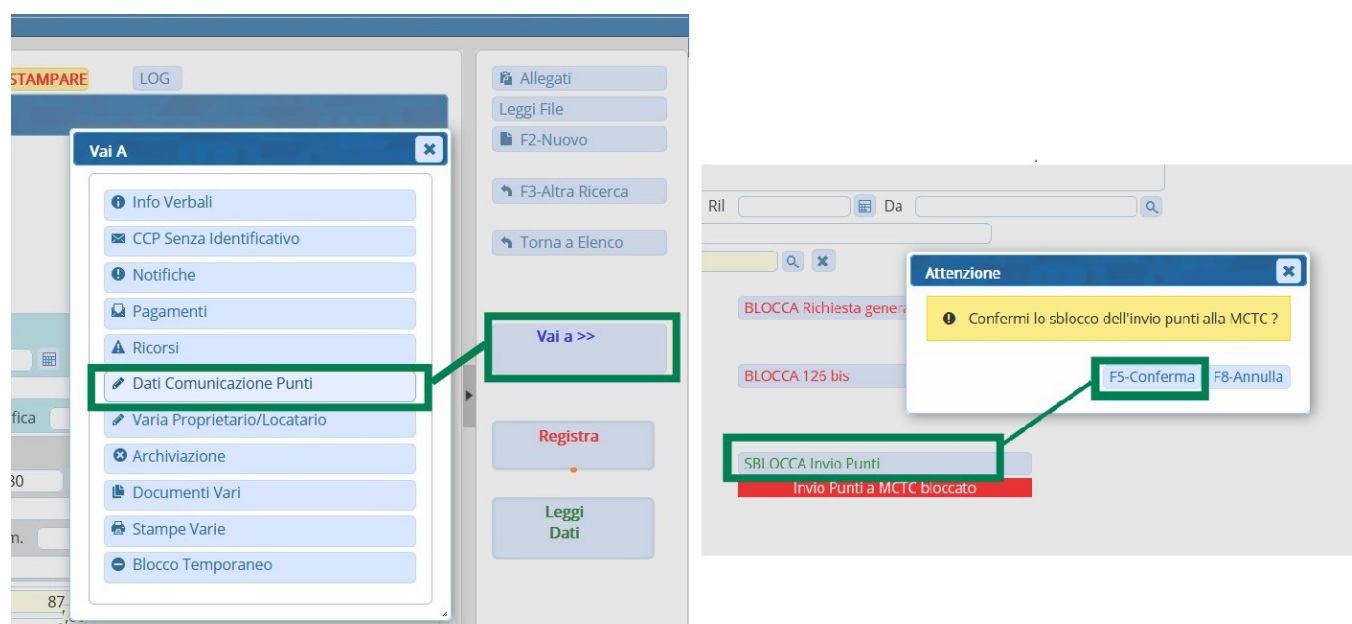 STAMPARE
LOG
Vai A
Info Verbali
CCP Senza Identificativo
Notifiche
Pagamenti
Ricorsi
Dati Comunicazione Punti
Varia Proprietario/Locatario
Archiviazione
Documenti Vari
Stampe Varie
Blocco Temporaneo
fica
30
m.
87,
Allegati
Leggi File
F2-Nuovo
F3-Altra Ricerca
Torna a Elenco
Vai a >>
Registra
Leggi
Dati
Ril
Da
BLOCCA Richiesta genera
BLOCCA 126 bis
SBLOCCA Invio Punti
Invio Punti a MCTC bloccato
Attenzione
Confermi lo sblocco dell'invio punti alla MCTC ?
F5-Conferma F8-Annulla